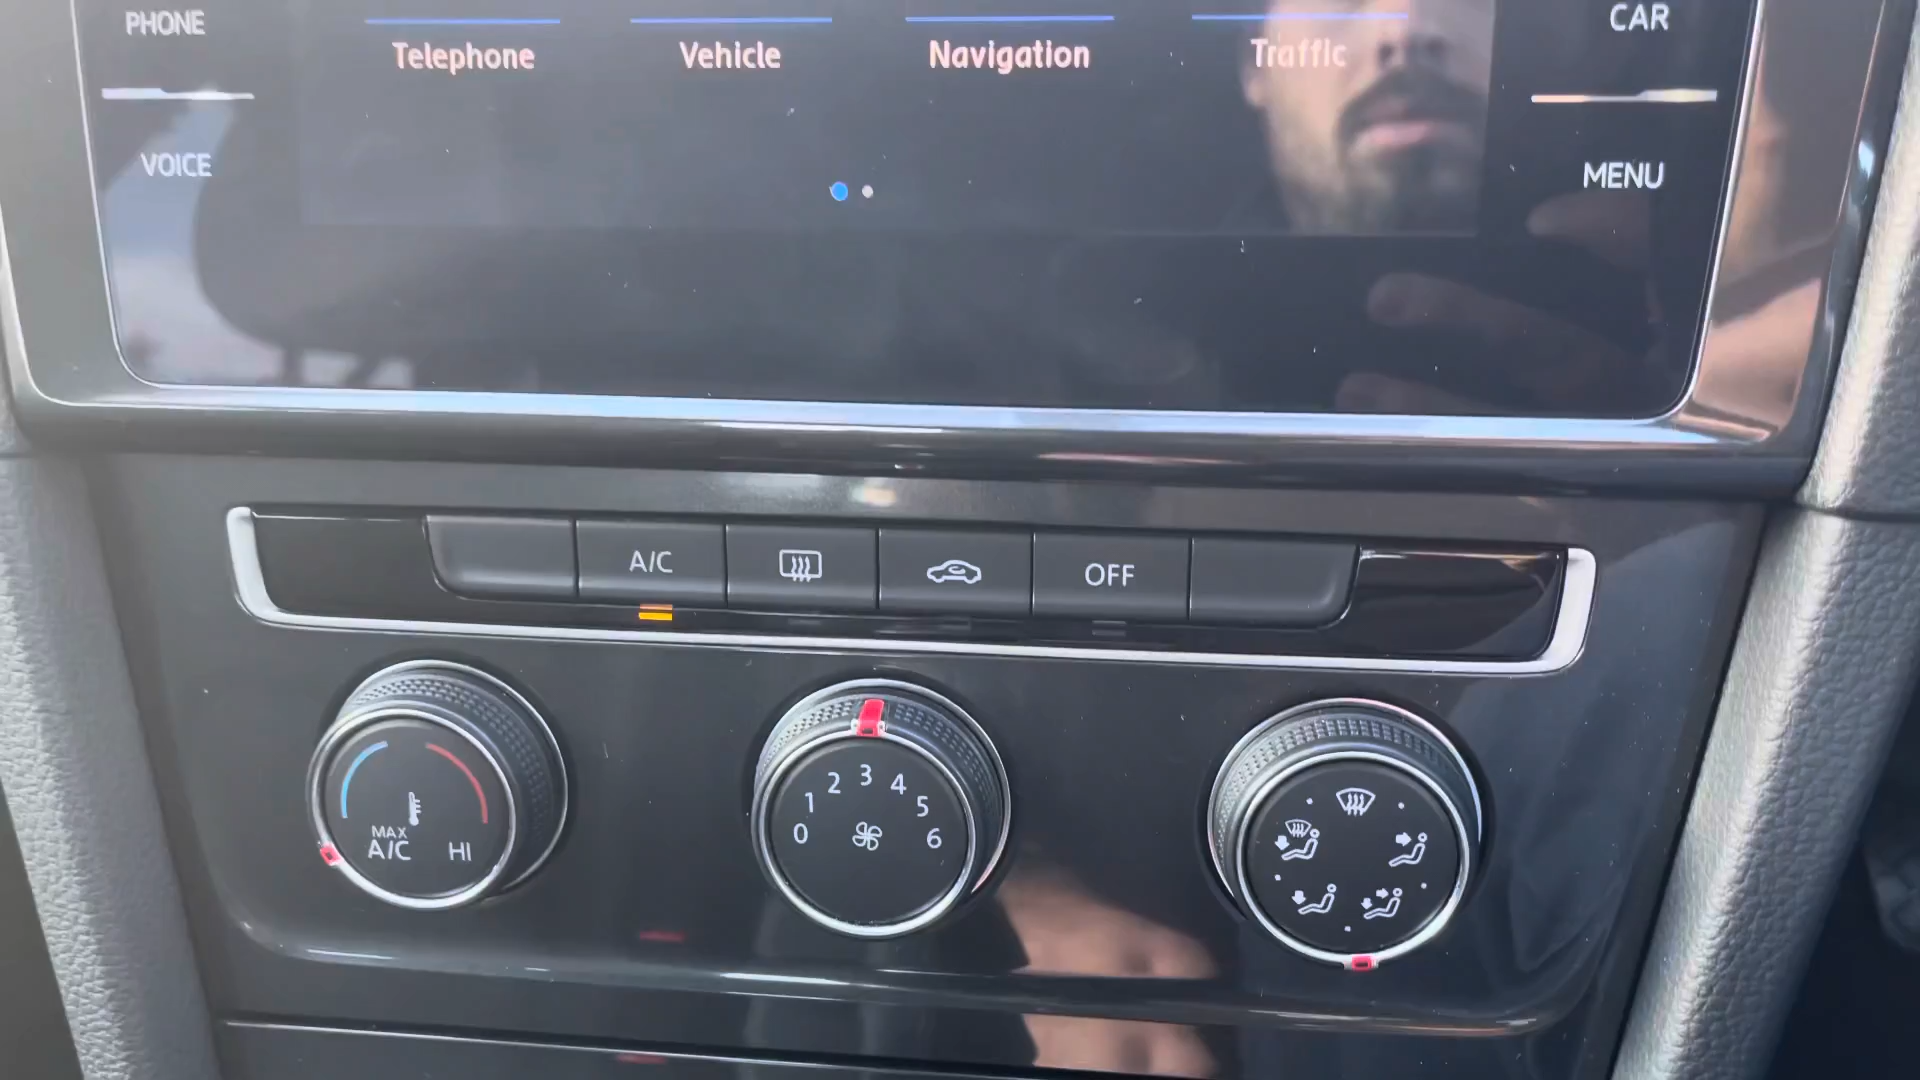 PHONE
CAR
Telephone
Vehicle
Navigation
Traffic
VOICE
MENU
A/C
OFF
MAX
A/C
HI
0
1
2
3
4
5
6